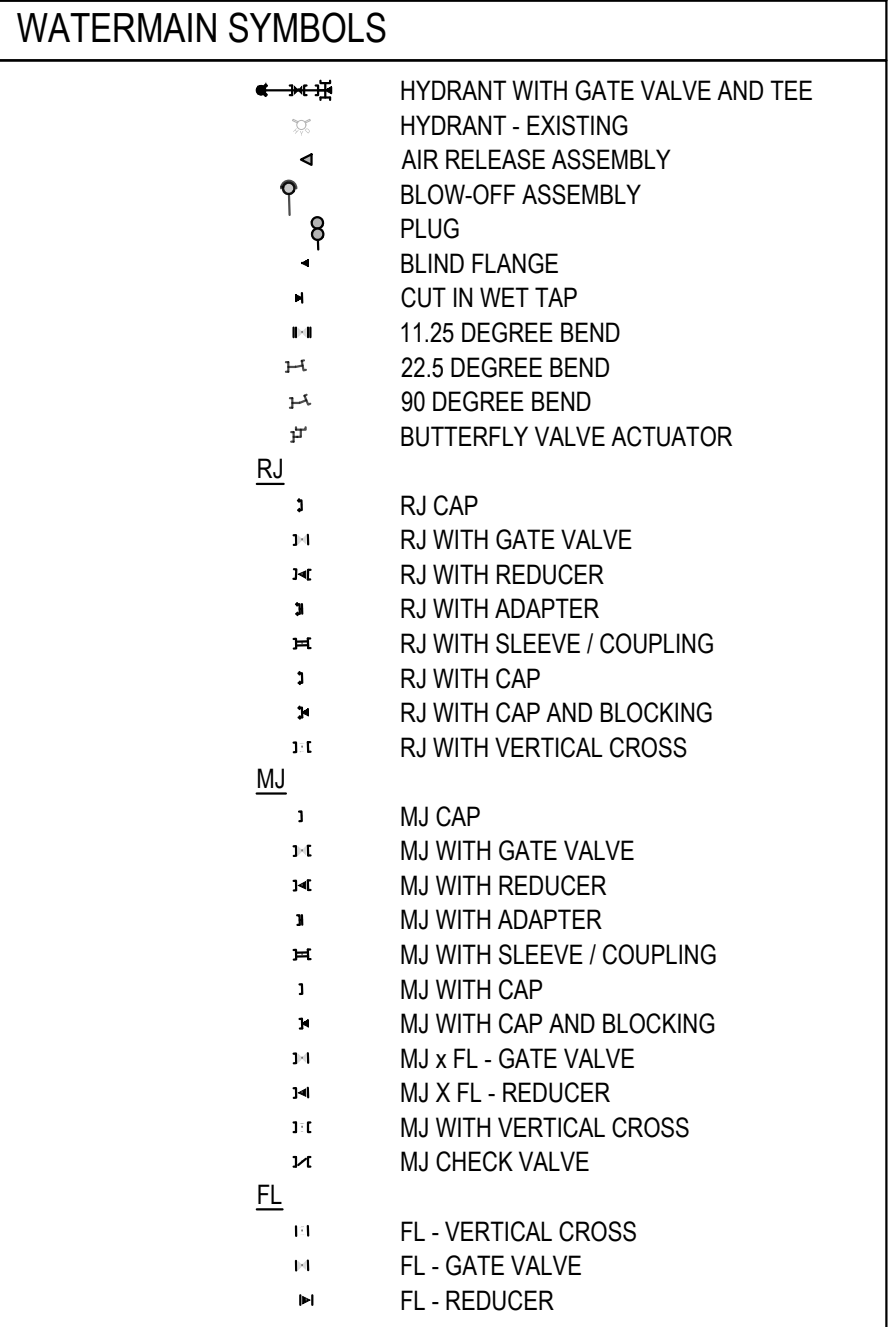 WATERMAIN SYMBOLS
HYDRANT WITH GATE VALVE AND TEE
HYDRANT - EXISTING
AIR RELEASE ASSEMBLY
BLOW-OFF ASSEMBLY
PLUG
BLIND FLANGE
CUT IN WET TAP
11.25 DEGREE BEND
22.5 DEGREE BEND
90 DEGREE BEND
BUTTERFLY VALVE ACTUATOR
RJ
RJ CAP
RJ WITH GATE VALVE
RJ WITH REDUCER
RJ WITH ADAPTER
RJ WITH SLEEVE / COUPLING
RJ WITH CAP
RJ WITH CAP AND BLOCKING
RJ WITH VERTICAL CROSS
MJ
MJ CAP
MJ WITH GATE VALVE
MJ WITH REDUCER
MJ WITH ADAPTER
MJ WITH SLEEVE / COUPLING
MJ WITH CAP
MJ WITH CAP AND BLOCKING
MJ x FL - GATE VALVE
MJ X FL - REDUCER
MJ WITH VERTICAL CROSS
MJ CHECK VALVE
FL
FL - VERTICAL CROSS
FL - GATE VALVE
FL - REDUCER